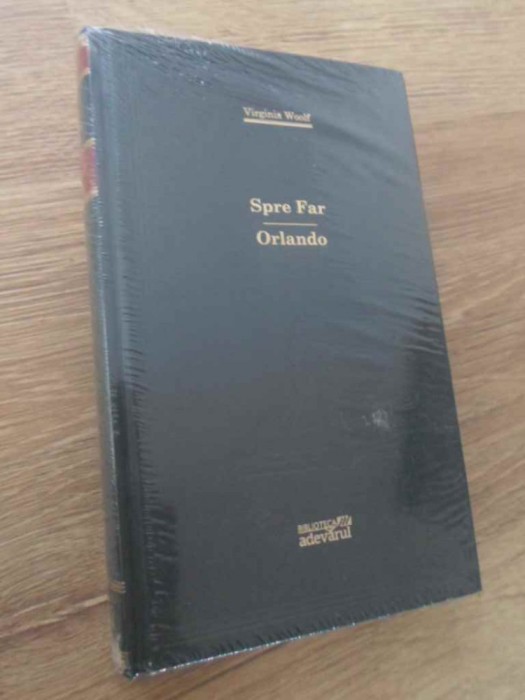 Virginia Woolf
Spre Far
Orlando
BIBLIOTECA
adevărul